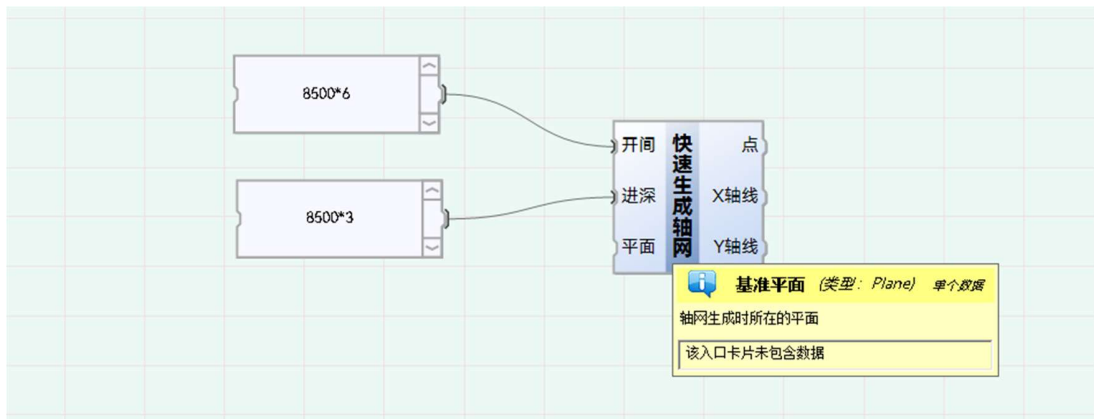 8500*6
8500*3
开间
进深
平面
快速生成轴网
点
X轴线
Y轴线
基准平面 (类型： Plane) 单个数据
轴网生成时所在的平面
该入口卡片未包含数据